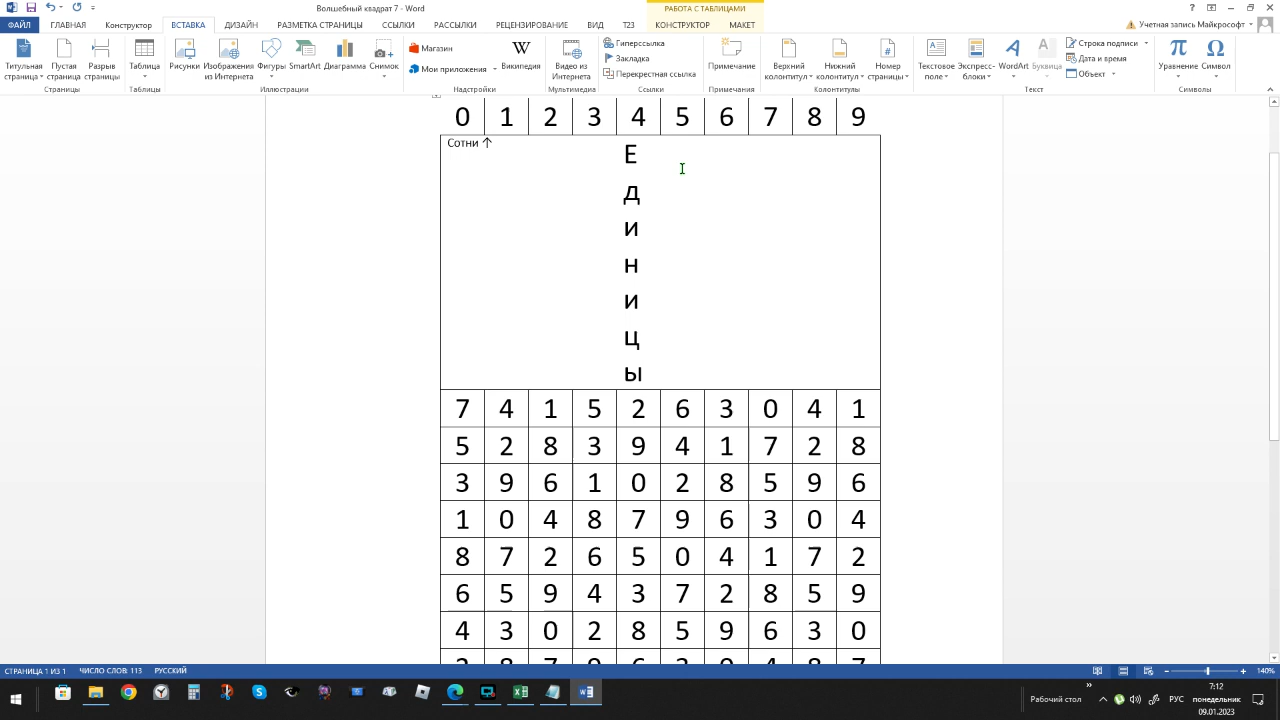 Волшебный квадрат 7 - Word
РАБОТА С ТАБЛИЦАМИ
ФАЙЛ ГЛАВНАЯ Конструктор ВСТАВКА ДИЗАЙН РАЗМЕТКА СТРАНИЦЫ ССЫЛКИ РАССЫЛКИ РЕЦЕНЗИРОВАНИЕ ВИД T23 КОНСТРУКТОР МАКЕТ Учетная запись Майкрософт
Титульная страница Пустая страница Разрыв страницы
Таблица
Рисунки Изображения из Интернета Фигуры SmartArt Диаграмма Снимок
Магазин
Мои приложения
Википедия
Видео из Интернета
Гиперссылка
Закладка
Перекрестная ссылка
Примечание
Верхний колонтитул Нижний колонтитул Номер страницы
Текстовое поле Экспресс-блоки WordArt Буквица
Строка подписи
Дата и время
Объект
Уравнение Символ
Страницы Таблицы Иллюстрации Надстройки Мультимедиа Ссылки Примечания Колонтитулы Текст Символы
0 1 2 3 4 5 6 7 8 9
Сотни ↑
Е
д
и
н
и
ц
ы
7 4 1 5 2 6 3 0 4 1
5 2 8 3 9 4 1 7 2 8
3 9 6 1 0 2 8 5 9 6
1 0 4 8 7 9 6 3 0 4
8 7 2 6 5 0 4 1 7 2
6 5 9 4 3 7 2 8 5 9
4 3 0 2 8 5 9 6 3 0
СТРАНИЦА 1 ИЗ 1 ЧИСЛО СЛОВ: 113 РУССКИЙ 140%
Рабочий стол
РУС
7:12
понедельник
09.01.2023